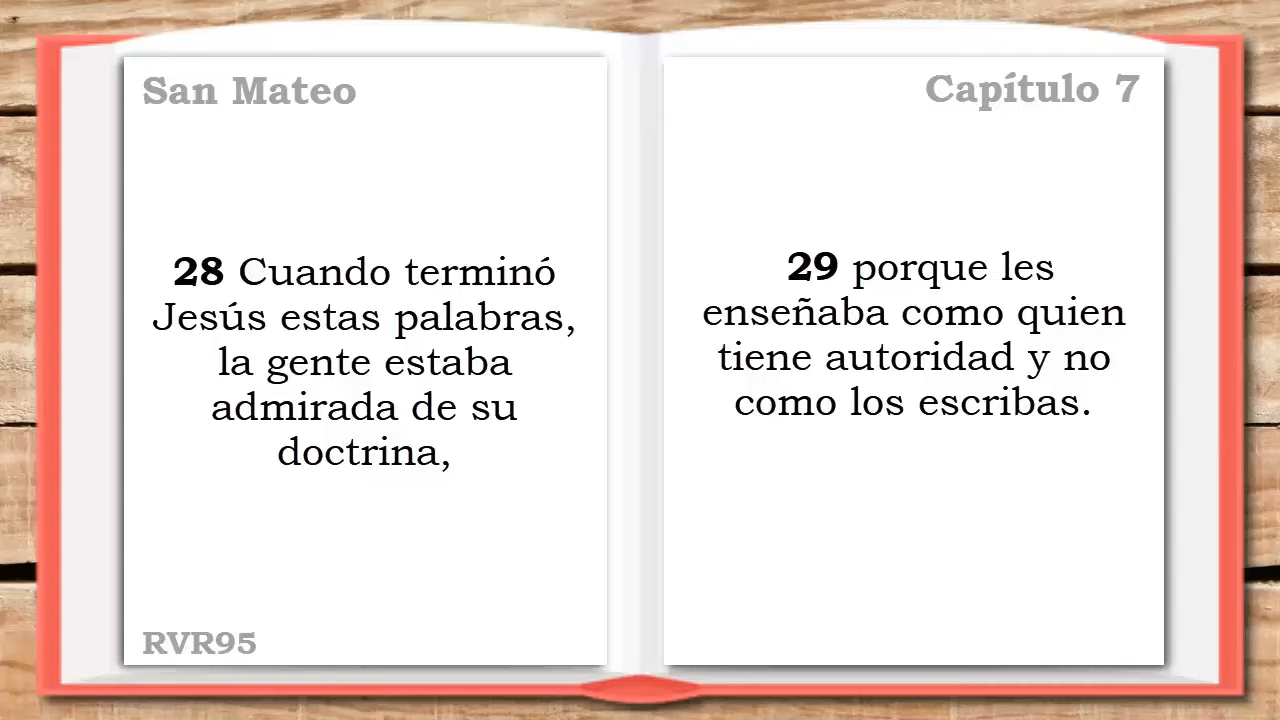 San Mateo
28 Cuando terminó
Jesús estas palabras,
la gente estaba
admirada de su
doctrina,
RVR95
Capítulo 7
29 porque les
enseñaba como quien
tiene autoridad y no
como los escribas.